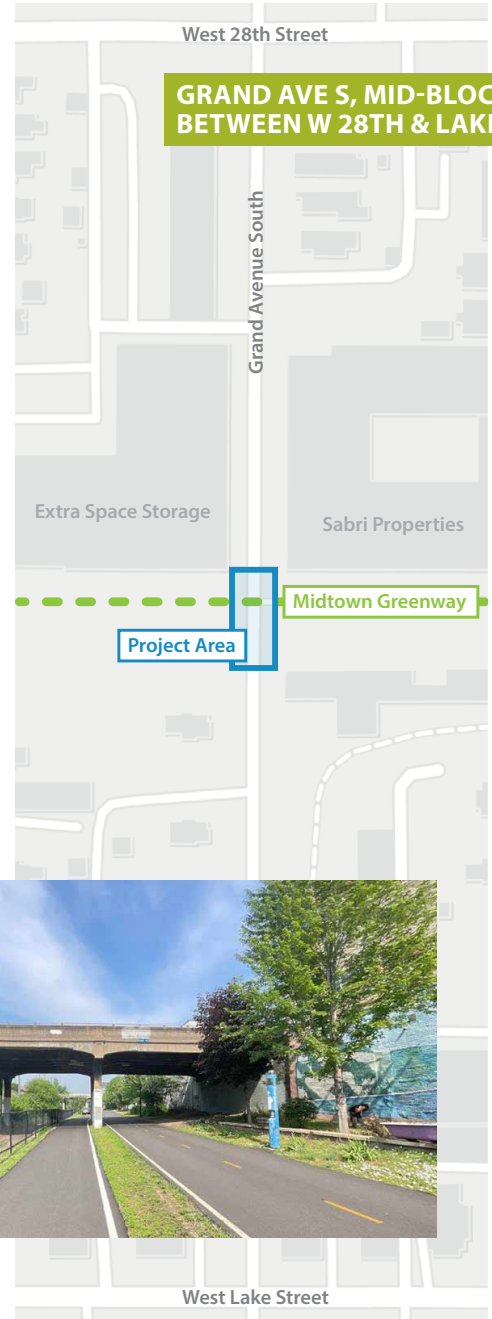 West 28th Street
GRAND AVE S, MID-BLOC
BETWEEN W 28TH & LAK
Grand Avenue South
Extra Space Storage
Sabri Properties
Midtown Greenway
Project Area
West Lake Street